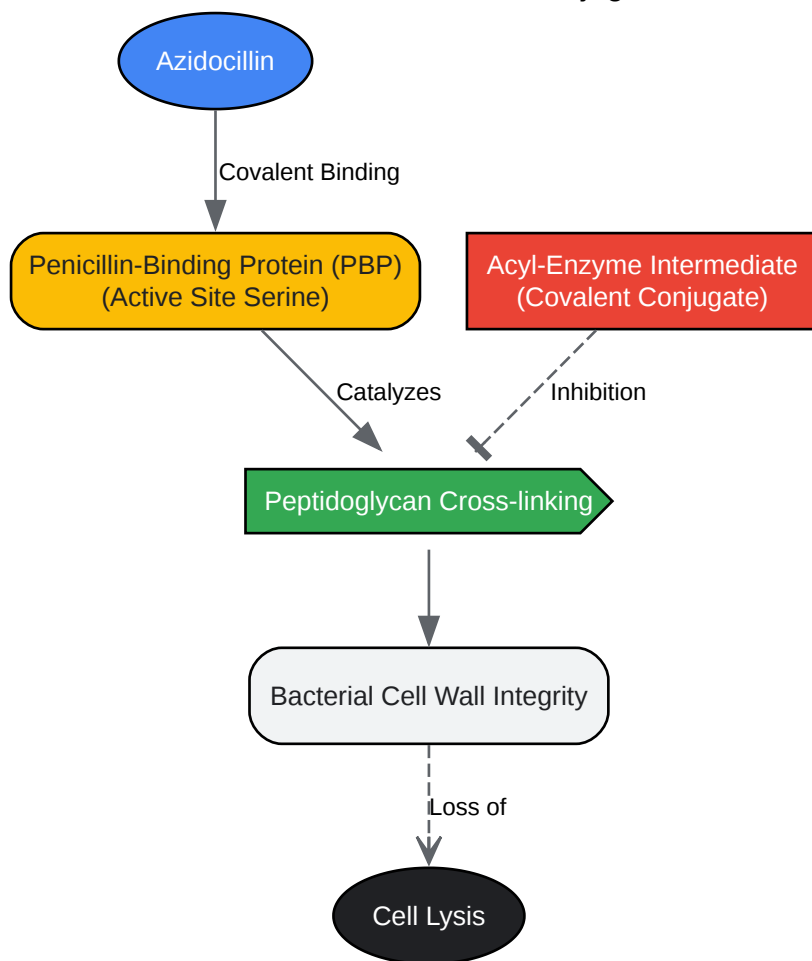 Azidocillin
Covalent Binding
Penicillin-Binding Protein (PBP)
(Active Site Serine)
Acyl-Enzyme Intermediate
(Covalent Conjugate)
Catalyzes
Inhibition
Peptidoglycan Cross-linking
Bacterial Cell Wall Integrity
Loss of
Cell Lysis